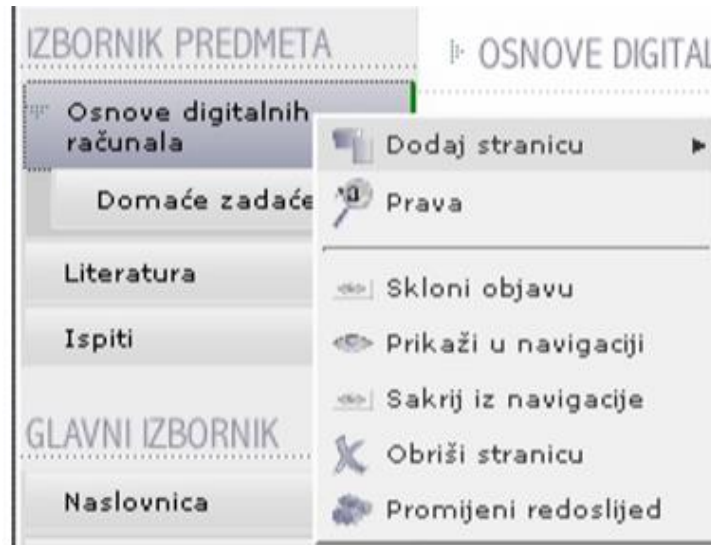 IZBORNIK PREDMETA
OSNOVE DIGITAL
Osnove digitalnih
računala
Domaće zadaće
Literatura
Ispiti
GLAVNI IZBORNIK
Naslovnica
Dodaj stranicu
Prava
Skloni objavu
Prikaži u navigaciji
Sakrij iz navigacije
Obriši stranicu
Promijeni redoslijed